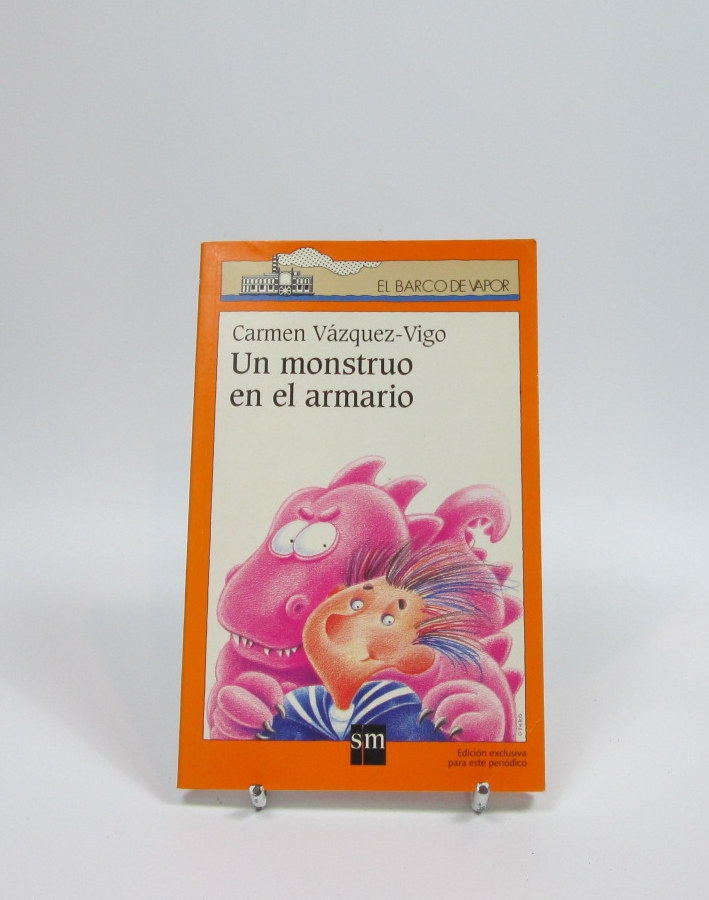 EL BARCO DE VAPOR
Carmen Vázquez-Vigo
Un monstruo
en el armario
sm
Edición exclusiva
para este periódico